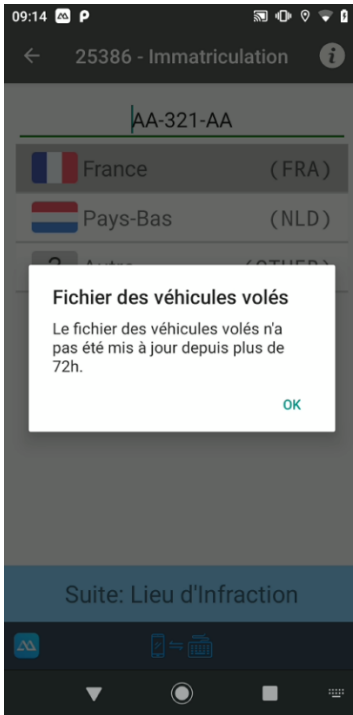 09:14
25386 - Immatriculation
AA-321-AA
France (FRA)
Pays-Bas (NLD)
Autre (OTHER)
Fichier des véhicules volés
Le fichier des véhicules volés n'a
pas été mis à jour depuis plus de
72h.
OK
Suite: Lieu d'Infraction